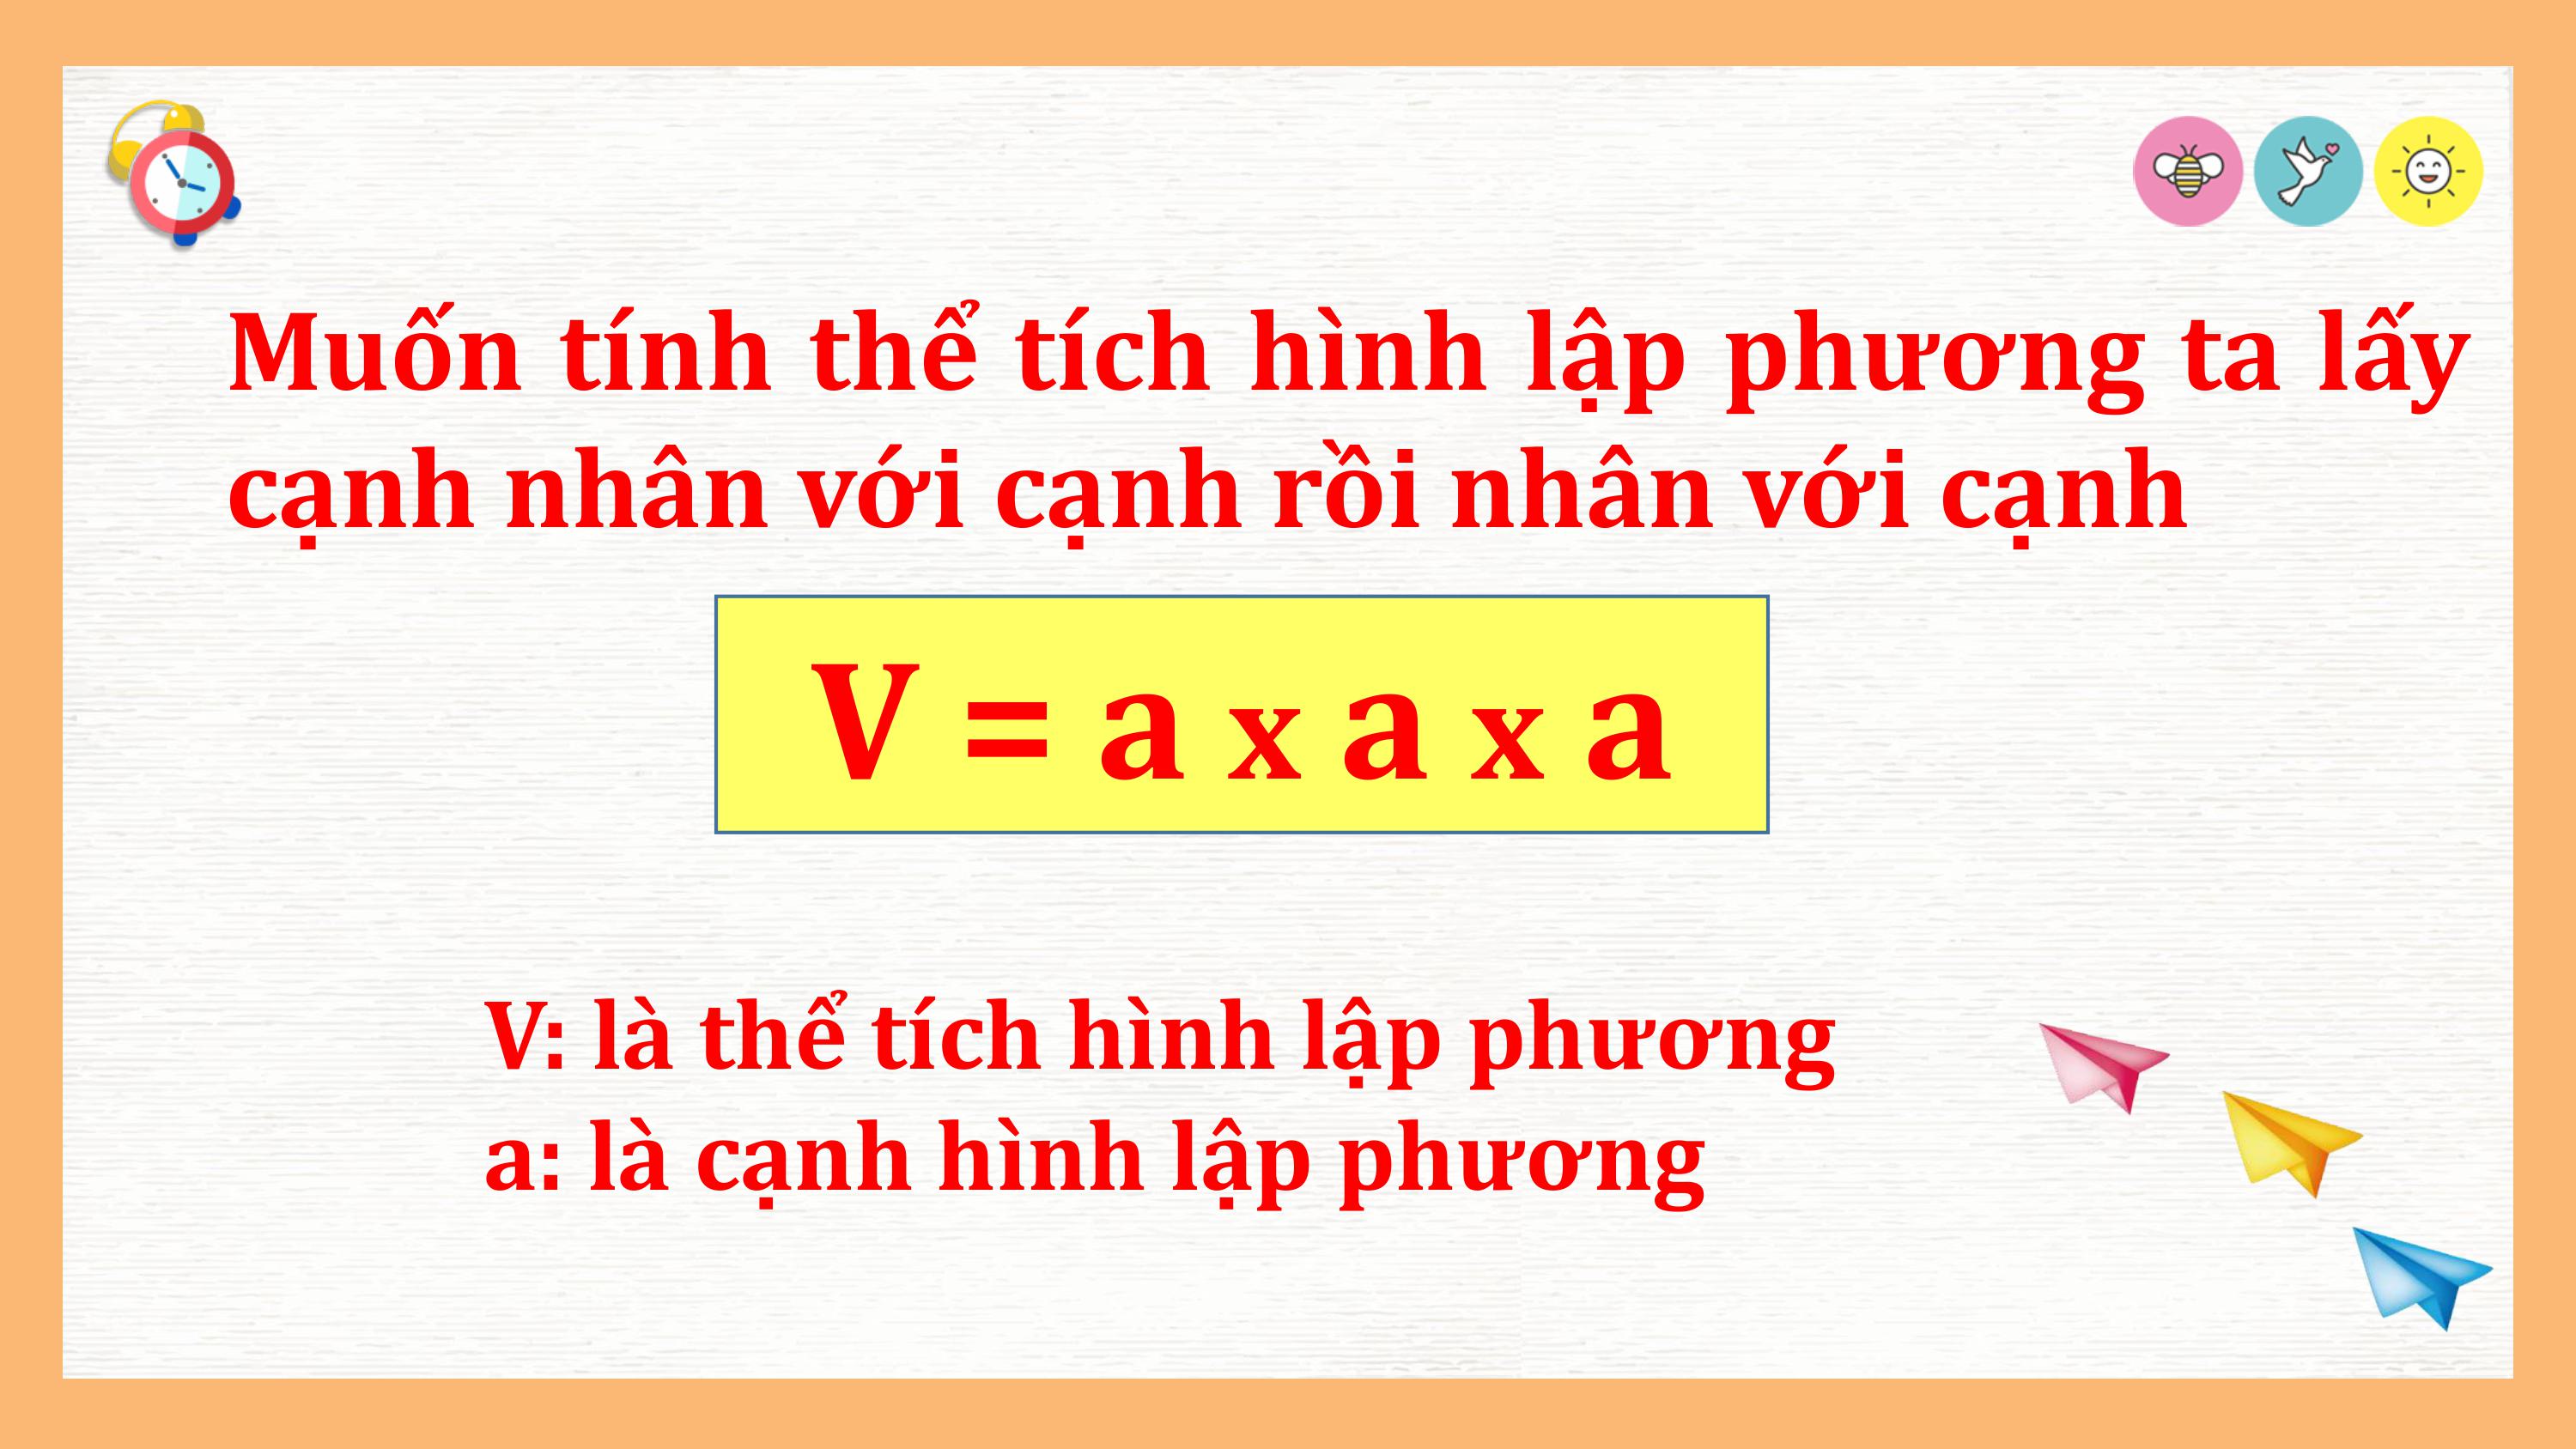 Muốn tính thể tích hình lập phương ta lấy
cạnh nhân với cạnh rồi nhân với cạnh
V = a x a x a
V: là thể tích hình lập phương
a: là cạnh hình lập phương